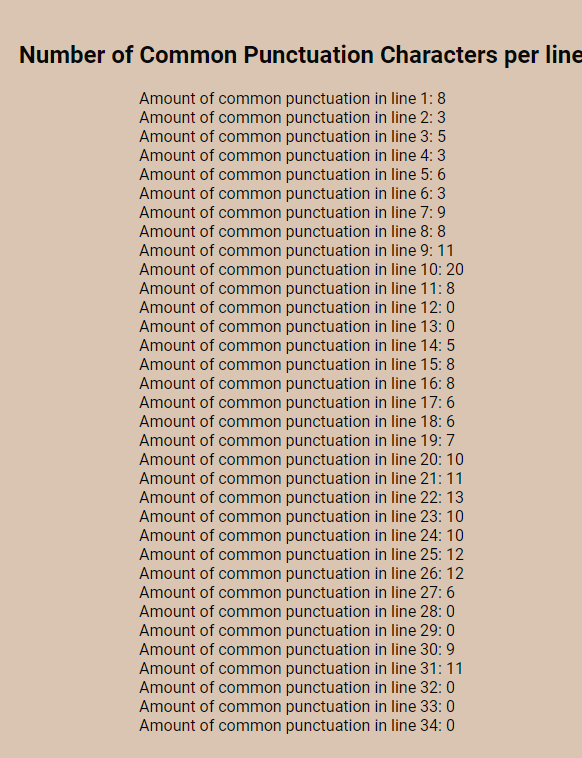 Number of Common Punctuation Characters per line
Amount of common punctuation in line 1: 8
Amount of common punctuation in line 2: 3
Amount of common punctuation in line 3: 5
Amount of common punctuation in line 4: 3
Amount of common punctuation in line 5: 6
Amount of common punctuation in line 6: 3
Amount of common punctuation in line 7: 9
Amount of common punctuation in line 8: 8
Amount of common punctuation in line 9: 11
Amount of common punctuation in line 10: 20
Amount of common punctuation in line 11: 8
Amount of common punctuation in line 12: 0
Amount of common punctuation in line 13: 0
Amount of common punctuation in line 14: 5
Amount of common punctuation in line 15: 8
Amount of common punctuation in line 16: 8
Amount of common punctuation in line 17: 6
Amount of common punctuation in line 18: 6
Amount of common punctuation in line 19: 7
Amount of common punctuation in line 20: 10
Amount of common punctuation in line 21: 11
Amount of common punctuation in line 22: 13
Amount of common punctuation in line 23: 10
Amount of common punctuation in line 24: 10
Amount of common punctuation in line 25: 12
Amount of common punctuation in line 26: 12
Amount of common punctuation in line 27: 6
Amount of common punctuation in line 28: 0
Amount of common punctuation in line 29: 0
Amount of common punctuation in line 30: 9
Amount of common punctuation in line 31: 11
Amount of common punctuation in line 32: 0
Amount of common punctuation in line 33: 0
Amount of common punctuation in line 34: 0